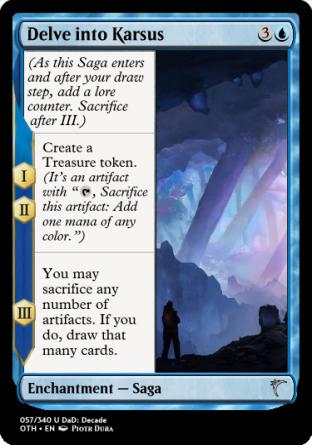 Delve into Karsus 3
(As this Saga enters
and after your draw
step, add a lore
counter. Sacrifice
after III.)
I
II
Create a
Treasure token.
(It's an artifact
with ", Sacrifice
this artifact: Add
one mana of any
color.")
III
You may
sacrifice any
number of
artifacts. If you
do, draw that
many cards.
Enchantment — Saga
057/340 U DaD: Decade
OTH • EN Piotr Dura